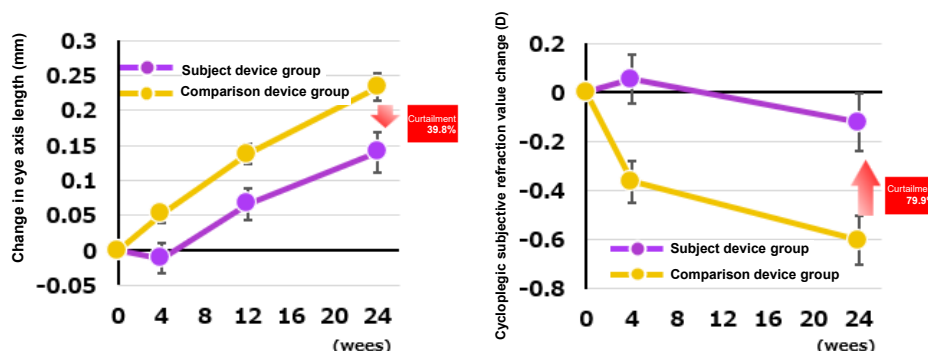 Change in eye axis length (mm)
0.3
0.25
0.2
0.15
0.1
0.05
0
-0.05
Subject device group
Comparison device group
Curtailment
39.8%
0 4 8 12 16 20 24
(wees)
Cycloplegic subjective refraction value change (D)
0.2
0
-0.2
-0.4
-0.6
-0.8
Curtailment
79.9%
Subject device group
Comparison device group
0 4 8 12 16 20 24
(wees)